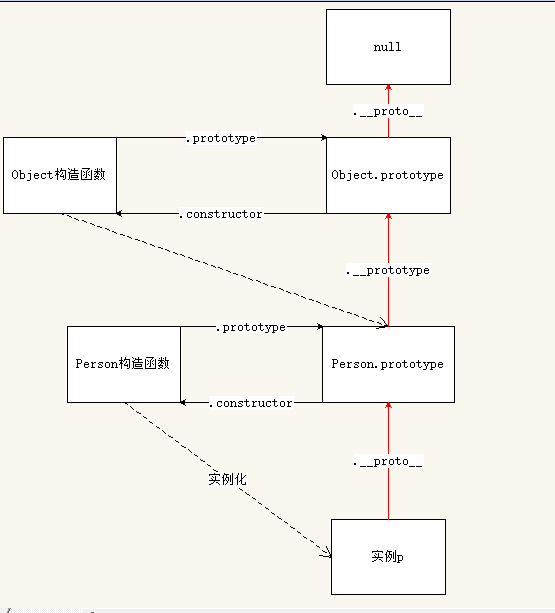 null
.__proto__
.prototype
Object构造函数
Object.prototype
.constructor
.__prototype
.prototype
Person构造函数
Person.prototype
.constructor
.__proto__
实例化
实例p